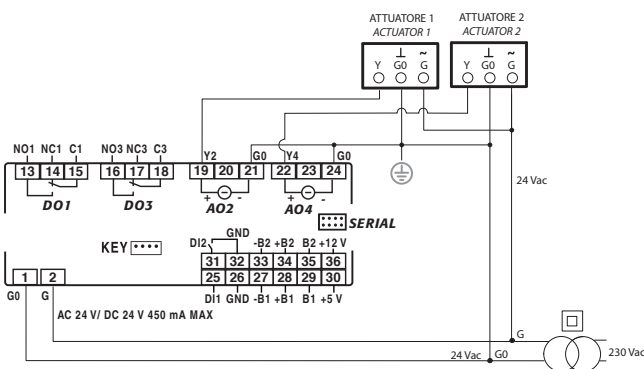 ATTUATORE 1
ACTUATOR 1
ATTUATORE 2
ACTUATOR 2
Y G0 G
Y G0 G
⊥ ~
⊥ ~
NO1 NC1 C1
NO3 NC3 C3
Y2 G0
Y4 G0
13 14 15
16 17 18
19 20 21
22 23 24
DO1
DO3
+ -
AO2
+ -
AO4
24 Vac
SERIAL
KEY
DI2 GND -B2 +B2 B2 +12 V
31 32 33 34 35 36
25 26 27 28 29 30
DI1 GND -B1 +B1 B1 +5 V
1 2
G0 G
AC 24 V/ DC 24 V 450 mA MAX
G
24 Vac G0
230 Vac